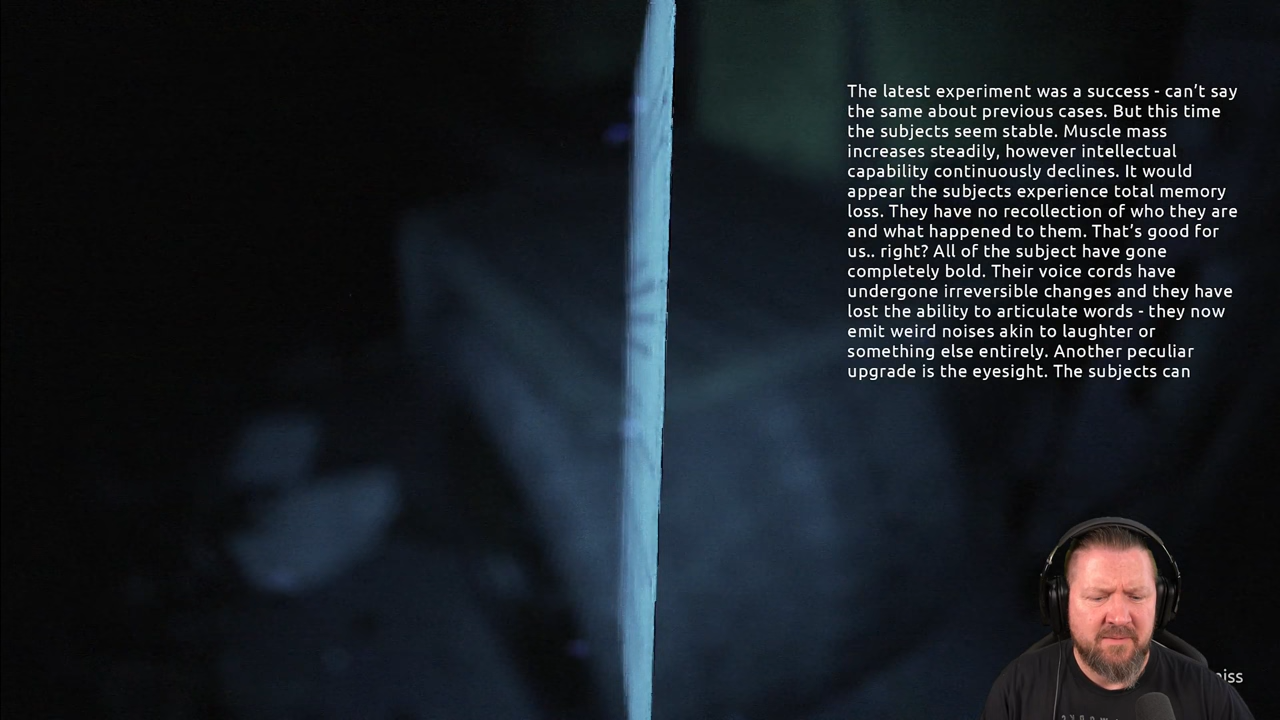 The latest experiment was a success - can't say
the same about previous cases. But this time
the subjects seem stable. Muscle mass
increases steadily, however intellectual
capability continuously declines. It would
appear the subjects experience total memory
loss. They have no recollection of who they are
and what happened to them. That's good for
us.. right? All of the subject have gone
completely bold. Their voice cords have
undergone irreversible changes and they have
lost the ability to articulate words - they now
emit weird noises akin to laughter or
something else entirely. Another peculiar
upgrade is the eyesight. The subjects can